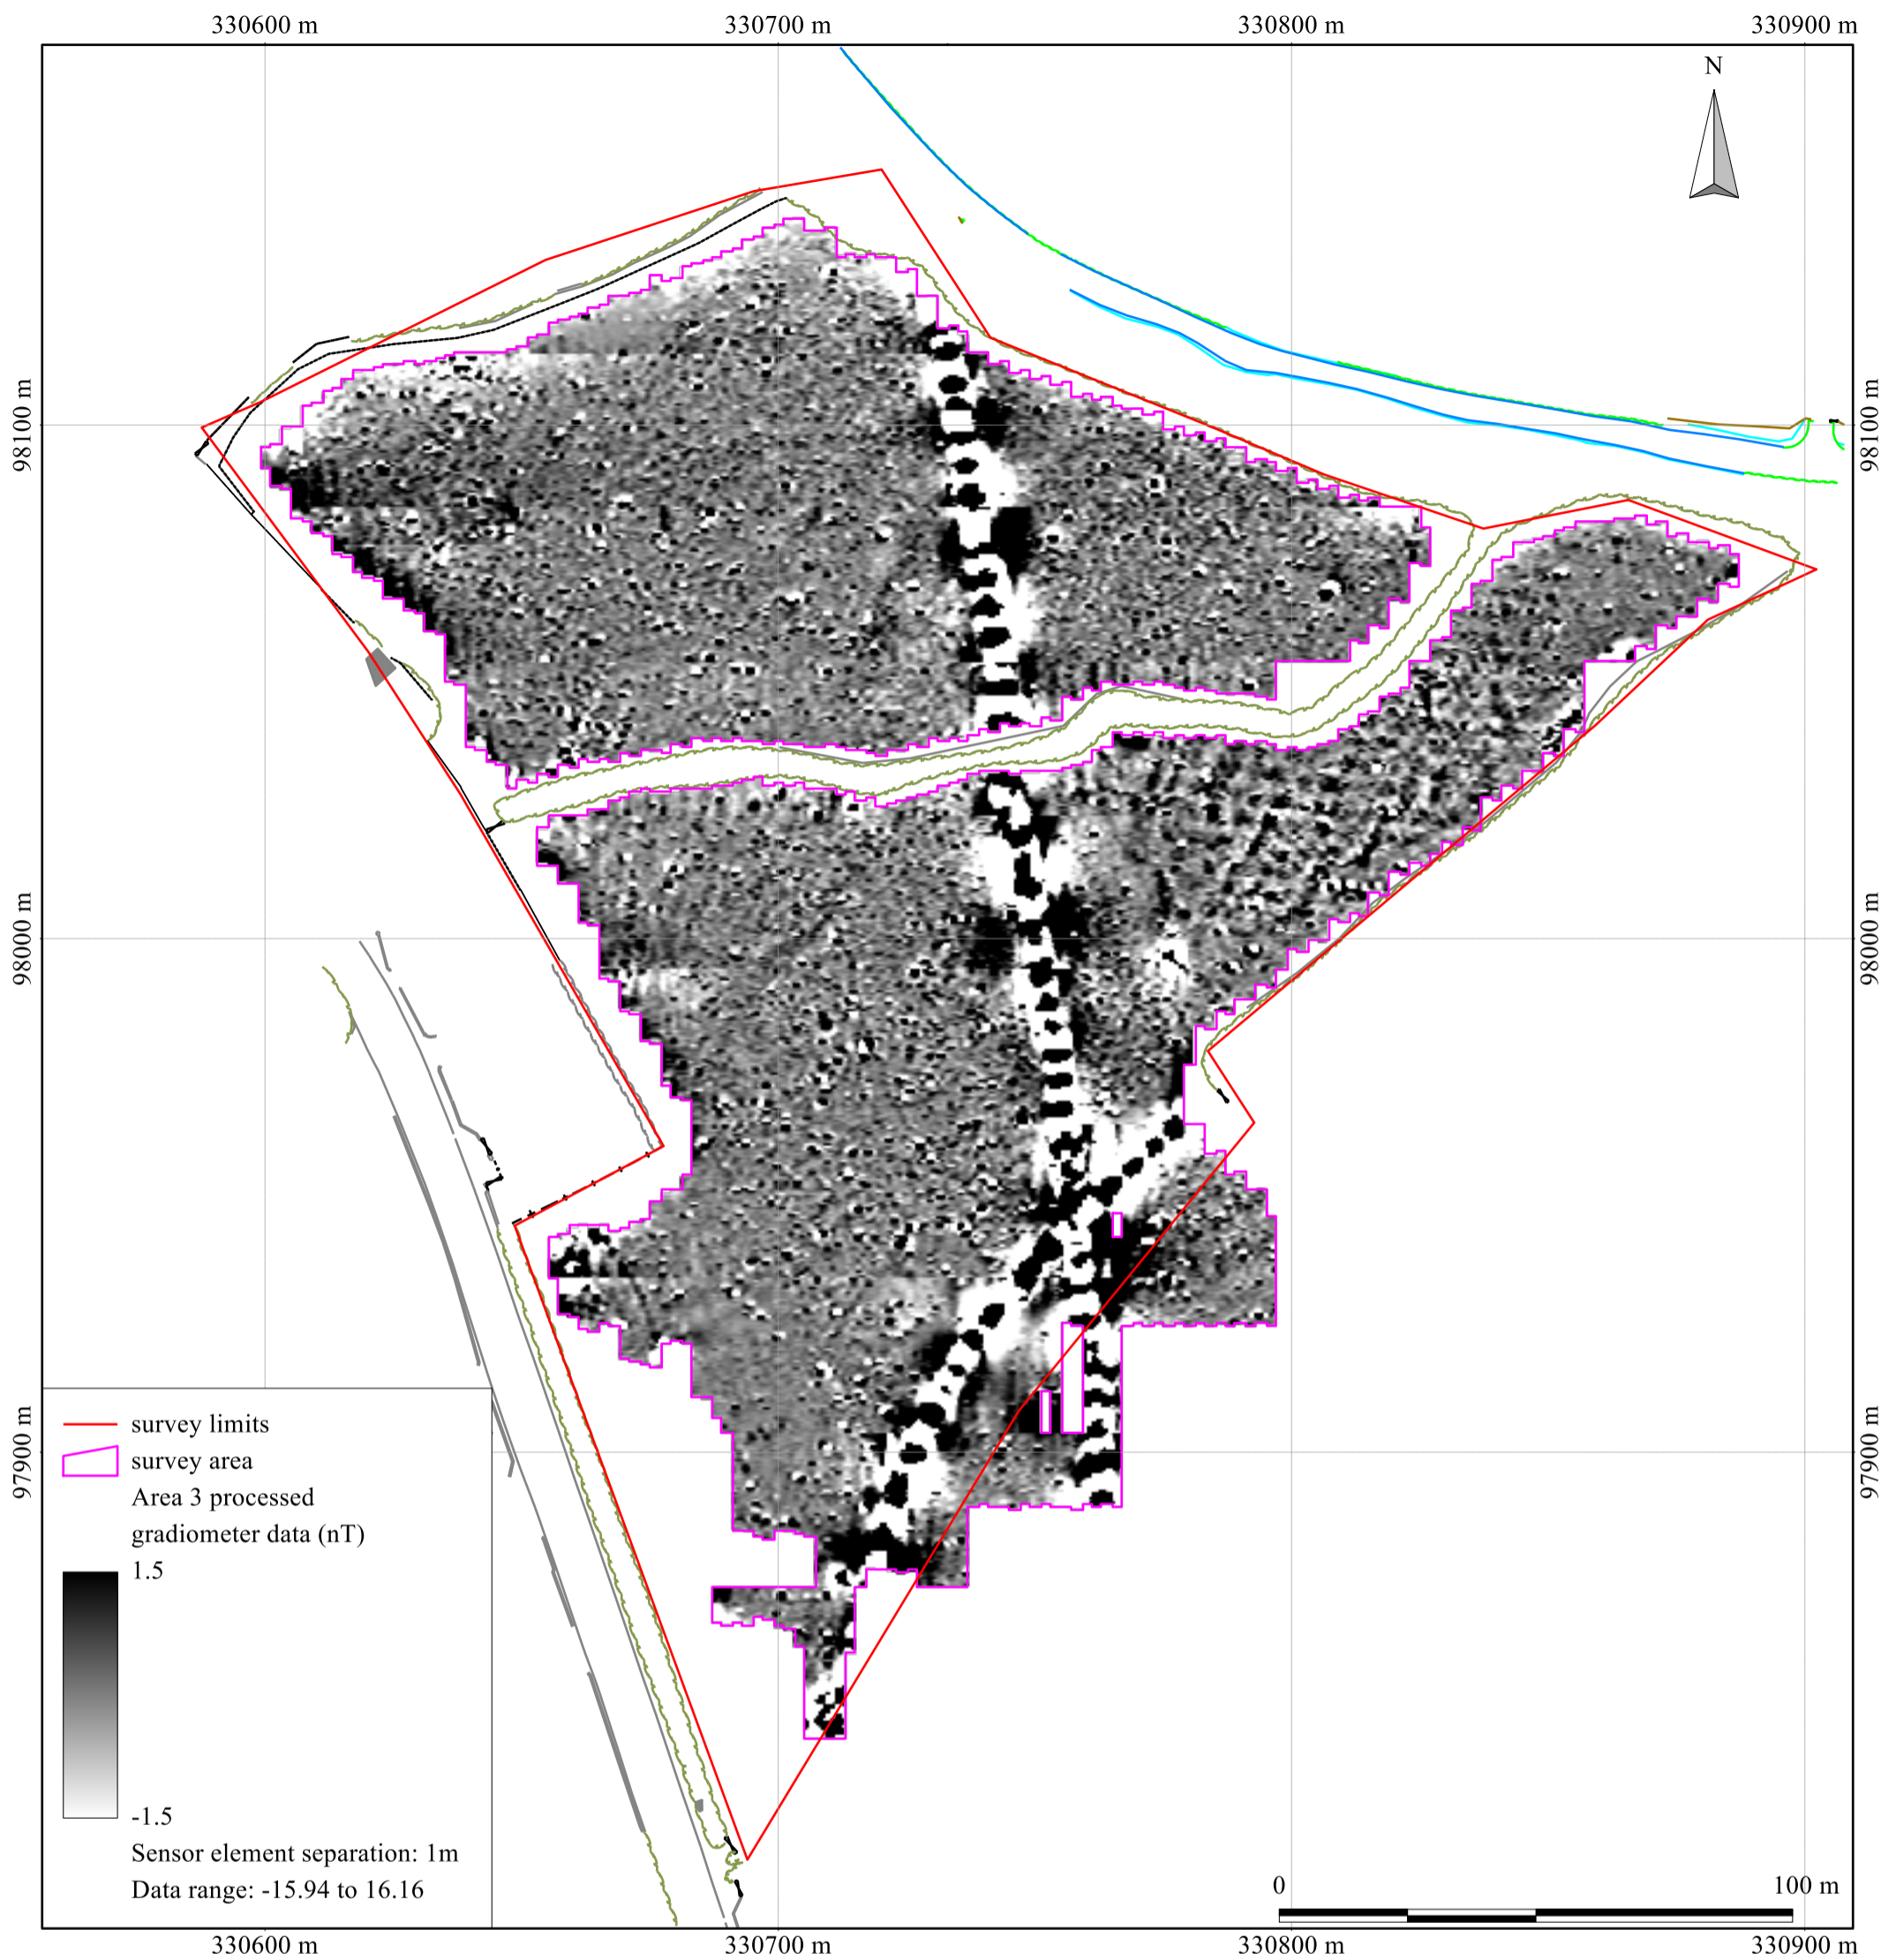 330600 m 330700 m 330800 m 330900 m
N
98100 m 98100 m
98000 m 98000 m
97900 m 97900 m
survey limits
survey area
Area 3 processed
gradiometer data (nT)
1.5
-1.5
Sensor element separation: 1m
Data range: -15.94 to 16.16
0 100 m
330600 m 330700 m 330800 m 330900 m